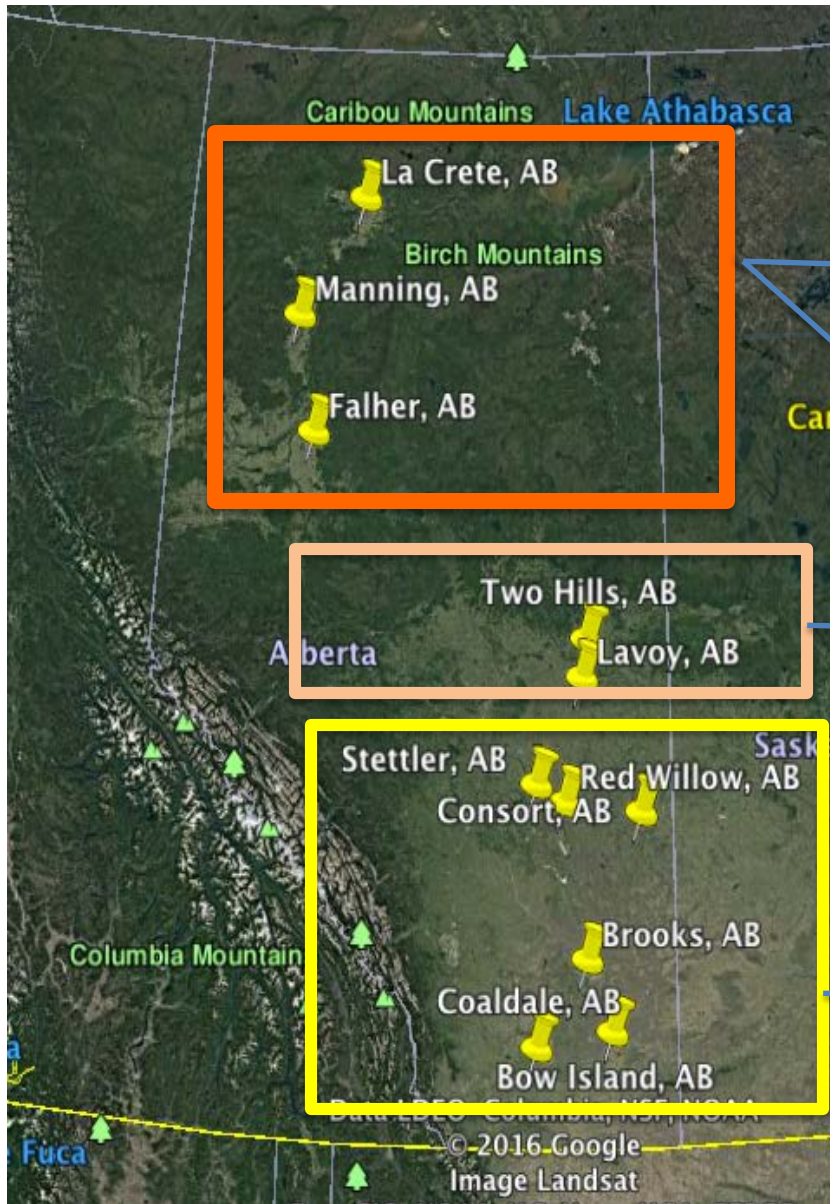 Caribou Mountains
Lake Athabasca
La Crete, AB
Birch Mountains
Manning, AB
Falher, AB
Two Hills, AB
Alberta
Lavoy, AB
Stettler, AB
Red Willow, AB
Consort, AB
Brooks, AB
Columbia Mountain
Coaldale, AB
Bow Island, AB
Data LDEO-Columbia, NSF, NOAA
© 2016 Google
Fuca
Image Landsat